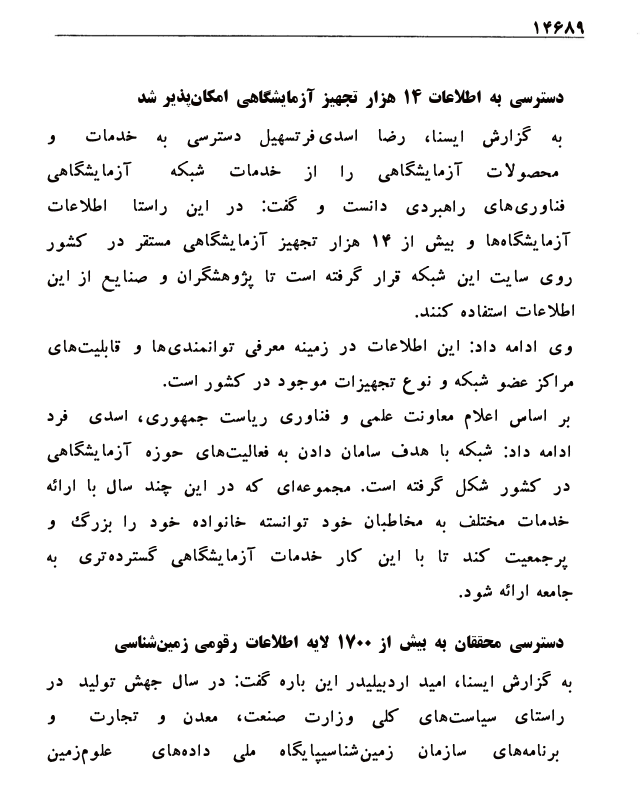 ۱۴۶۸۹
دسترسی به اطلاعات ۱۴ هزار تجهیز آزمایشگاهی امکان‌پذیر شد
به گزارش ایسنا، رضا اسدی‌فرتسهیل دسترسی به خدمات و
محصولات آزمایشگاهی را از خدمات شبکه آزمایشگاهی
فناوری‌های راهبردی دانست و گفت: در این راستا اطلاعات
آزمایشگاه‌ها و بیش از ۱۴ هزار تجهیز آزمایشگاهی مستقر در کشور
روی سایت این شبکه قرار گرفته است تا پژوهشگران و صنایع از این
اطلاعات استفاده کنند.
وی ادامه داد: این اطلاعات در زمینه معرفی توانمندی‌ها و قابلیت‌های
مراکز عضو شبکه و نوع تجهیزات موجود در کشور است.
بر اساس اعلام معاونت علمی و فناوری ریاست جمهوری، اسدی فرد
ادامه داد: شبکه با هدف سامان دادن به فعالیت‌های حوزه آزمایشگاهی
در کشور شکل گرفته است. مجموعه‌ای که در این چند سال با ارائه
خدمات مختلف به مخاطبان خود توانسته خانواده خود را بزرگ و
پرجمعیت کند تا با این کار خدمات آزمایشگاهی گسترده‌تری به
جامعه ارائه شود.
دسترسی محققان به بیش از ۱۷۰۰ لایه اطلاعات رقومی زمین‌شناسی
به گزارش ایسنا، امید اردبیلیدر این باره گفت: در سال جهش تولید در
راستای سیاست‌های کلی وزارت صنعت، معدن و تجارت و
برنامه‌های سازمان زمین‌شناسیپایگاه ملی داده‌های علوم‌زمین